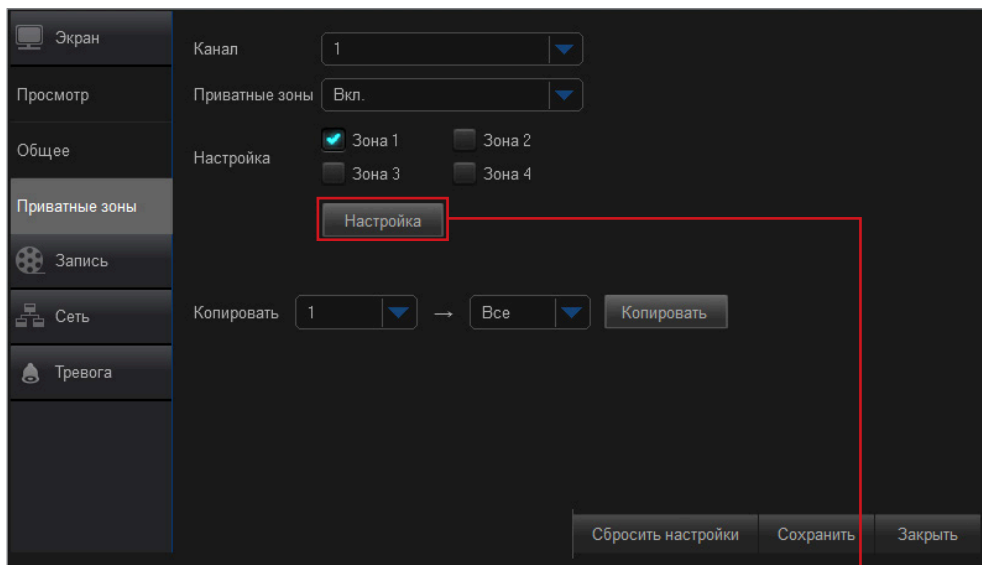 Экран
Просмотр
Общее
Приватные зоны
Запись
Сеть
Тревога
Канал 1
Приватные зоны Вкл.
Настройка
Зона 1 Зона 2
Зона 3 Зона 4
Настройка
Копировать 1 → Все Копировать
Сбросить настройки Сохранить Закрыть